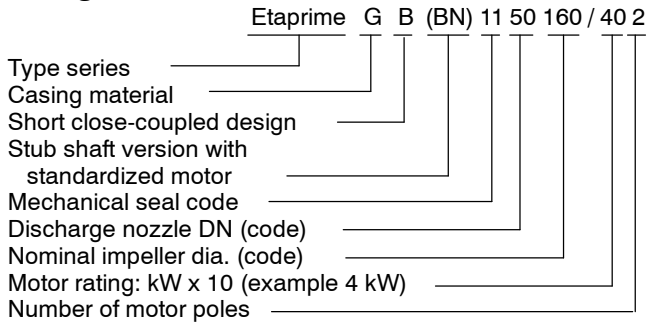 Etaprime G B (BN) 11 50 160 / 40 2
Type series
Casing material
Short close-coupled design
Stub shaft version with
standardized motor
Mechanical seal code
Discharge nozzle DN (code)
Nominal impeller dia. (code)
Motor rating: kW x 10 (example 4 kW)
Number of motor poles